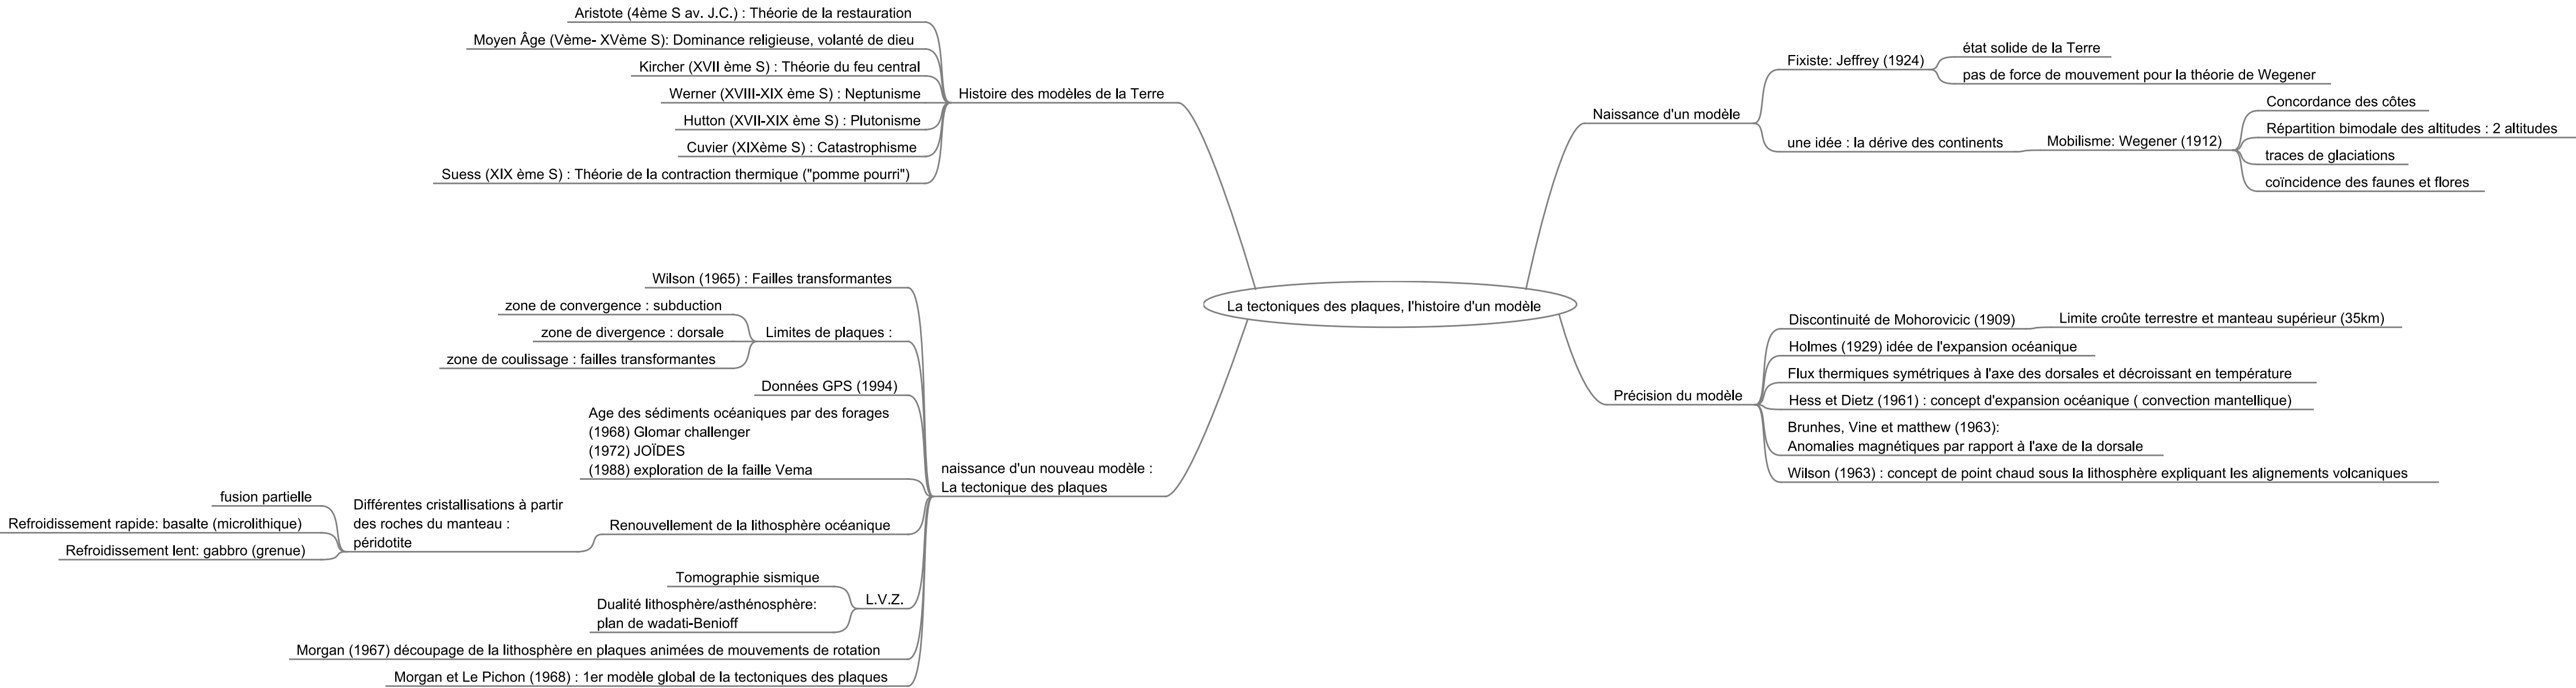 La tectoniques des plaques, l'histoire d'un modèle
Histoire des modèles de la Terre
Aristote (4ème S av. J.C.) : Théorie de la restauration
Moyen Âge (Vème- XVème S): Dominance religieuse, volanté de dieu
Kircher (XVII ème S) : Théorie du feu central
Werner (XVIII-XIX ème S) : Neptunisme
Hutton (XVII-XIX ème S) : Plutonisme
Cuvier (XIXème S) : Catastrophisme
Suess (XIX ème S) : Théorie de la contraction thermique ("pomme pourri")
Naissance d'un modèle
Fixiste: Jeffrey (1924)
état solide de la Terre
pas de force de mouvement pour la théorie de Wegener
une idée : la dérive des continents
Mobilisme: Wegener (1912)
Concordance des côtes
Répartition bimodale des altitudes : 2 altitudes
traces de glaciations
coïncidence des faunes et flores
Précision du modèle
Discontinuité de Mohorovicic (1909)
Limite croûte terrestre et manteau supérieur (35km)
Holmes (1929) idée de l'expansion océanique
Flux thermiques symétriques à l'axe des dorsales et décroissant en température
Hess et Dietz (1961) : concept d'expansion océanique ( convection mantellique)
Brunhes, Vine et matthew (1963):
Anomalies magnétiques par rapport à l'axe de la dorsale
Wilson (1963) : concept de point chaud sous la lithosphère expliquant les alignements volcaniques
naissance d'un nouveau modèle :
La tectonique des plaques
Wilson (1965) : Failles transformantes
Limites de plaques :
zone de convergence : subduction
zone de divergence : dorsale
zone de coulissage : failles transformantes
Données GPS (1994)
Age des sédiments océaniques par des forages
(1968) Glomar challenger
(1972) JOÏDES
(1988) exploration de la faille Vema
Renouvellement de la lithosphère océanique
Différentes cristallisations à partir
des roches du manteau :
péridotite
fusion partielle
Refroidissement rapide: basalte (microlithique)
Refroidissement lent: gabbro (grenue)
L.V.Z.
Tomographie sismique
Dualité lithosphère/asthénosphère:
plan de wadati-Benioff
Morgan (1967) découpage de la lithosphère en plaques animées de mouvements de rotation
Morgan et Le Pichon (1968) : 1er modèle global de la tectoniques des plaques